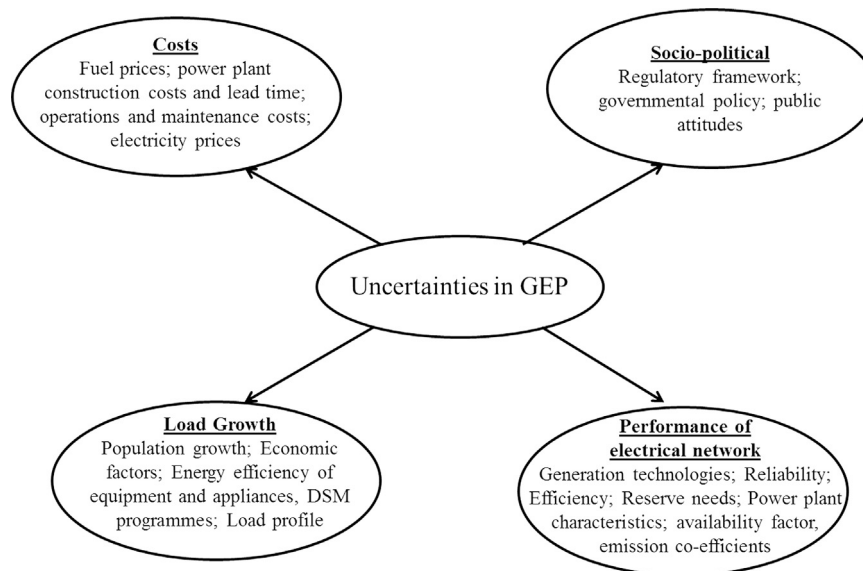 Costs
Fuel prices; power plant
construction costs and lead time;
operations and maintenance costs;
electricity prices
Socio-political
Regulatory framework;
governmental policy; public
attitudes
Uncertainties in GEP
Load Growth
Population growth; Economic
factors; Energy efficiency of
equipment and appliances, DSM
programmes; Load profile
Performance of
electrical network
Generation technologies; Reliability;
Efficiency; Reserve needs; Power plant
characteristics; availability factor,
emission co-efficients